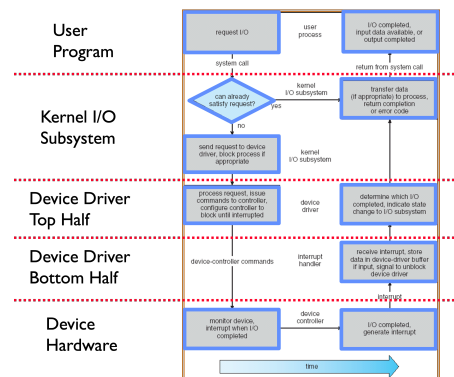 User
Program
request I/O
user
process
I/O completed,
input data available, or
output completed
system call
return from system call
Kernel I/O
Subsystem
can already
satisfy request?
yes
no
kernel
I/O subsystem
transfer data
(if appropriate) to process,
return completion
or error code
send request to device
driver, block process if
appropriate
kernel
I/O subsystem
Device Driver
Top Half
process request, issue
commands to controller,
configure controller to
block until interrupted
device
driver
determine which I/O
completed, indicate state
change to I/O subsystem
Device Driver
Bottom Half
device-controller commands
interrupt
handler
receive interrupt, store
data in device-driver buffer
if input, signal to unblock
device driver
interrupt
Device
Hardware
monitor device,
interrupt when I/O
completed
device
controller
I/O completed,
generate interrupt
time